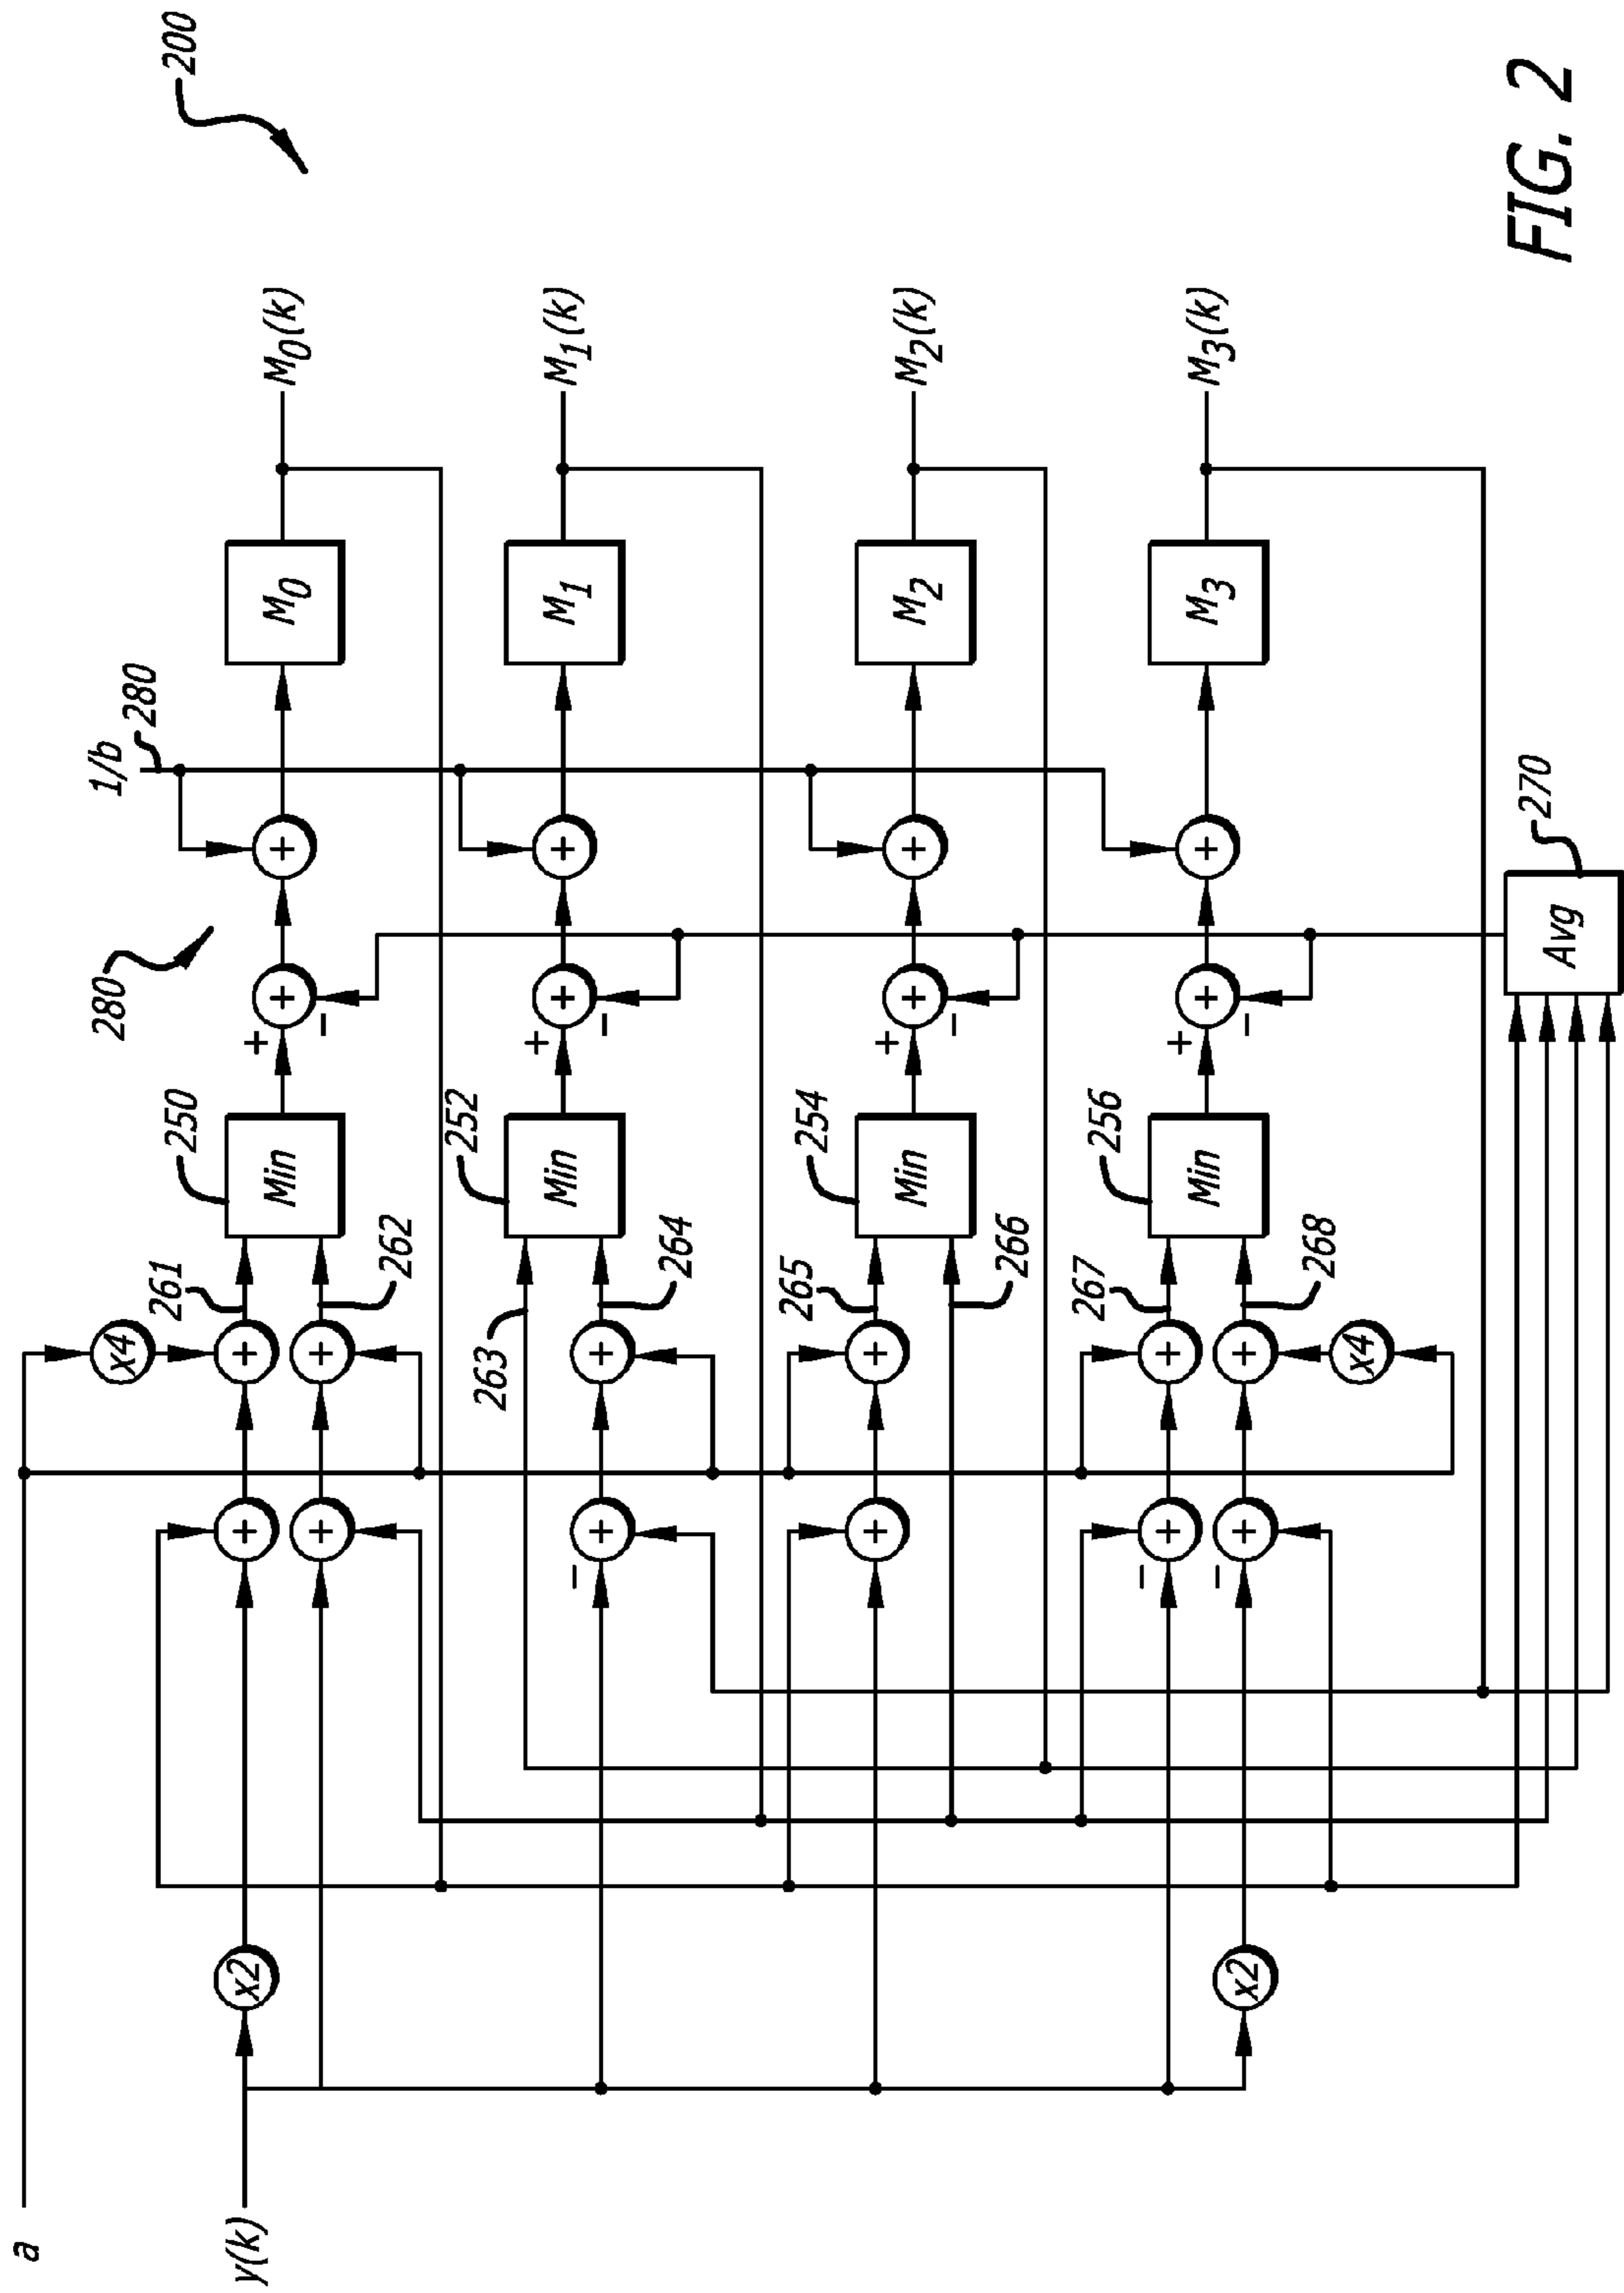 200
a
x4
1/b
280
280
y(k)
x2
+
+
261
250
Min
+
+
-
+
M0
M0(k)
+
+
262
263
252
Min
+
+
-
+
M1
M1(k)
-
+
+
264
265
254
+
+
Min
+
+
-
+
M2
M2(k)
266
267
256
-
+
+
Min
+
+
-
+
M3
M3(k)
x2
-
+
+
268
x4
Avg
270
FIG. 2